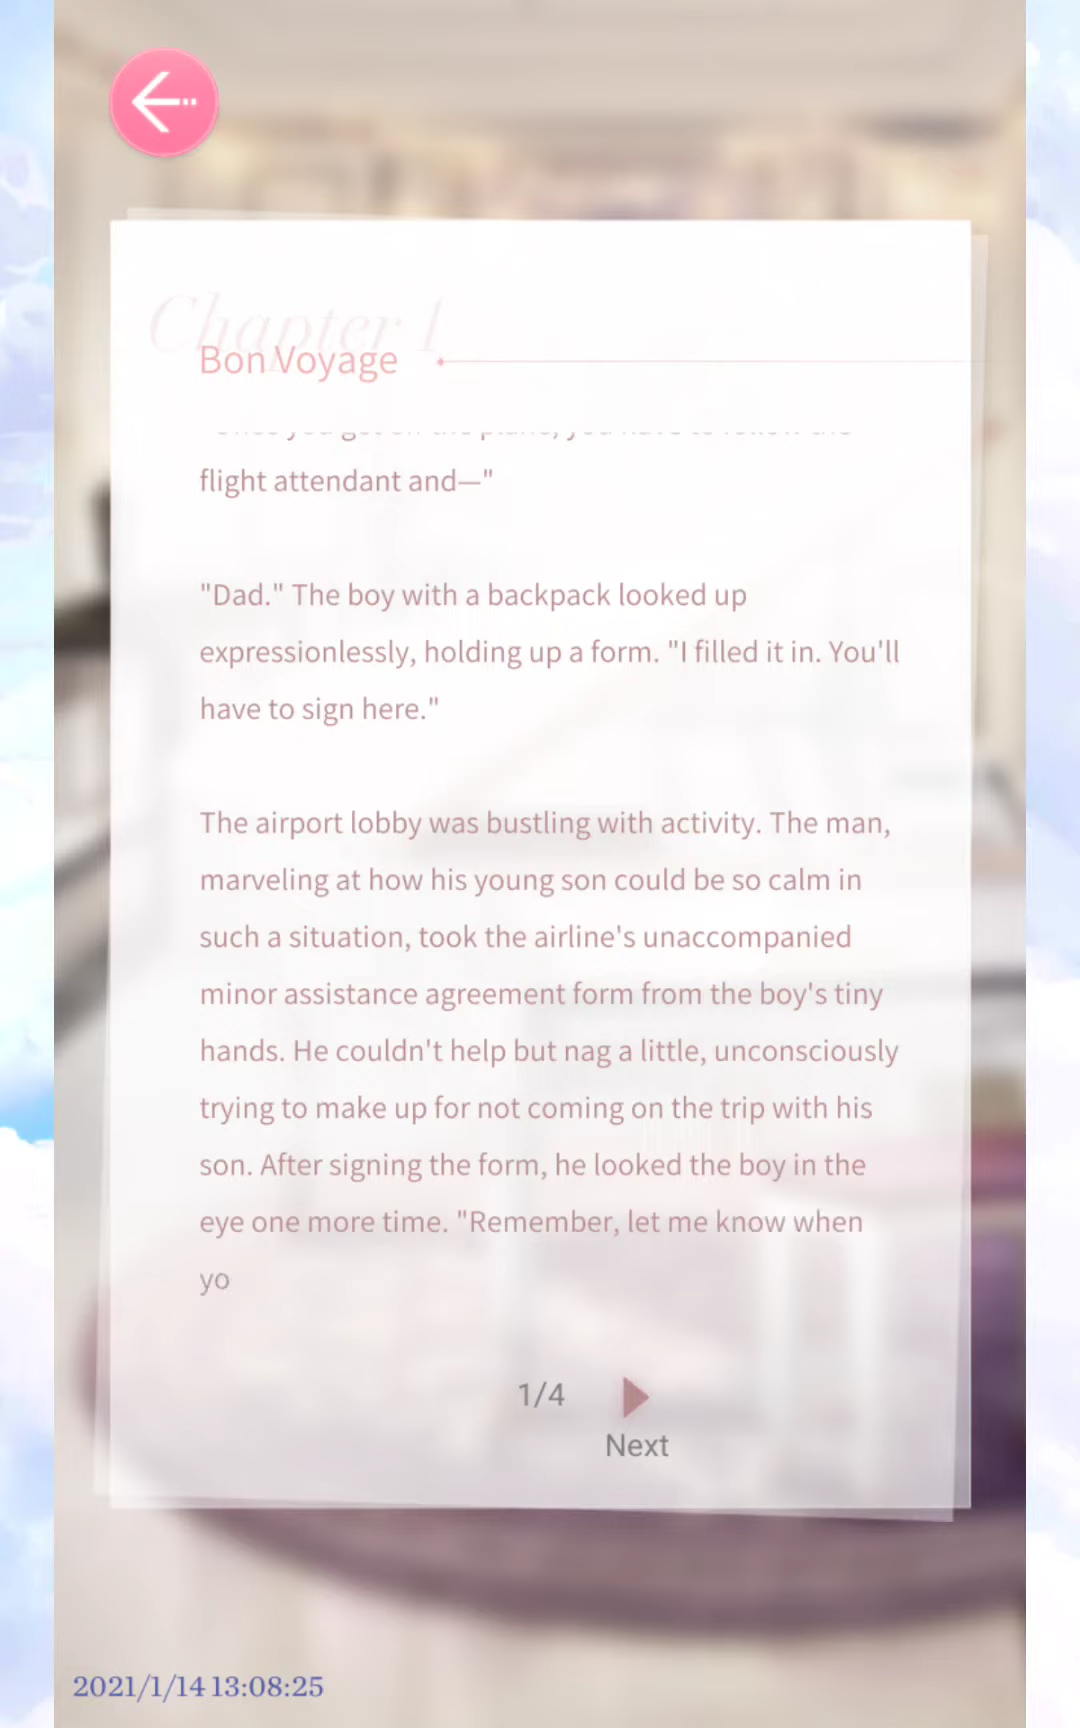 Chapter 1
Bon Voyage
flight attendant and—"
"Dad." The boy with a backpack looked up
expressionlessly, holding up a form. "I filled it in. You'll
have to sign here."
The airport lobby was bustling with activity. The man,
marveling at how his young son could be so calm in
such a situation, took the airline's unaccompanied
minor assistance agreement form from the boy's tiny
hands. He couldn't help but nag a little, unconsciously
trying to make up for not coming on the trip with his
son. After signing the form, he looked the boy in the
eye one more time. "Remember, let me know when
yo
1/4
Next
2021/1/14 13:08:25